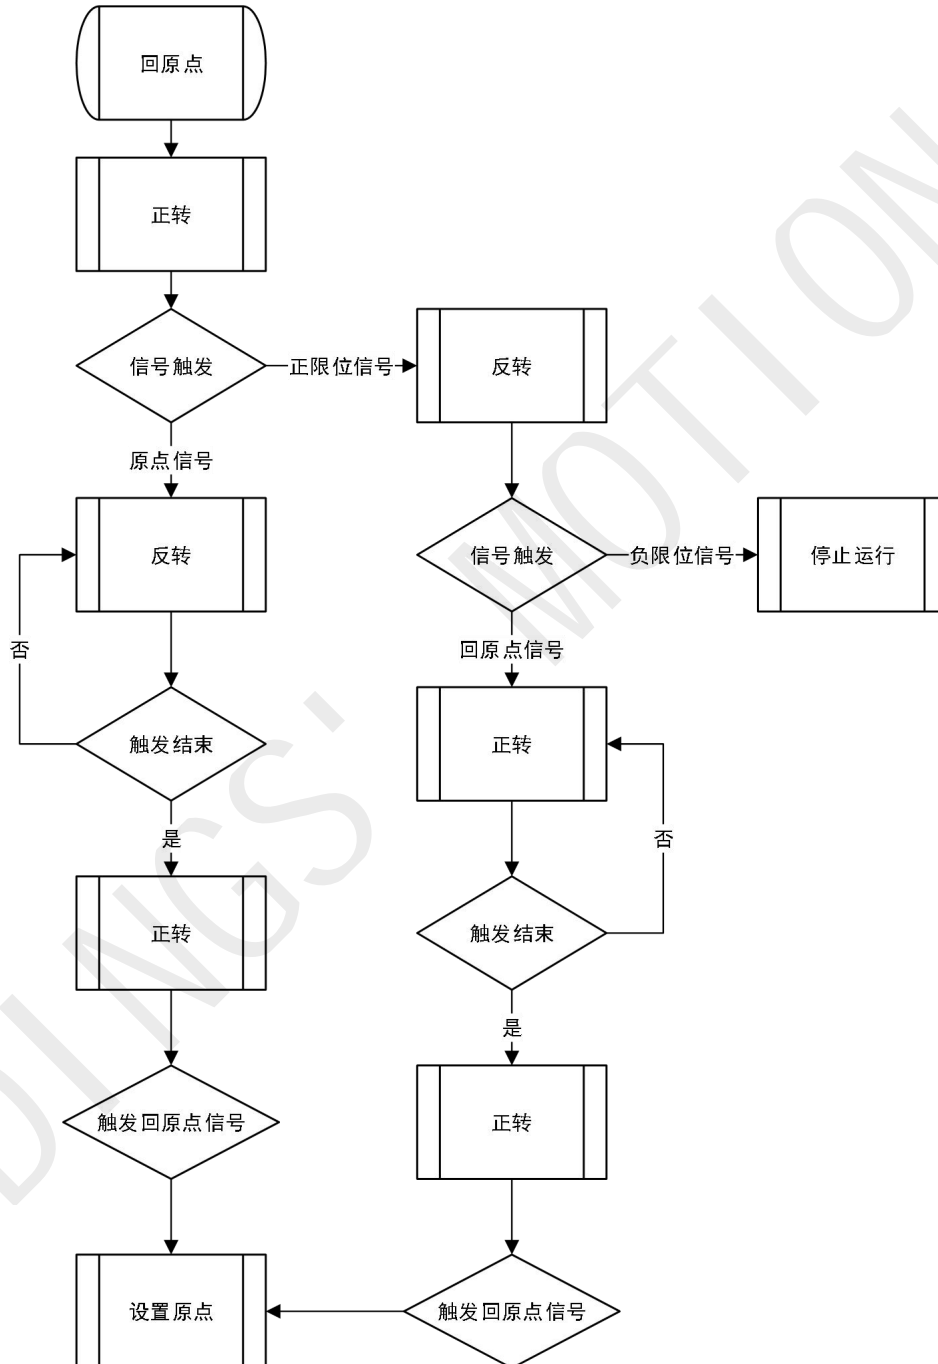 回原点
正转
信号触发
正限位信号
反转
原点信号
反转
信号触发
负限位信号
停止运行
否
回原点信号
触发结束
正转
是
否
正转
触发结束
是
触发回原点信号
正转
设置原点
触发回原点信号
DINGS' MOTION